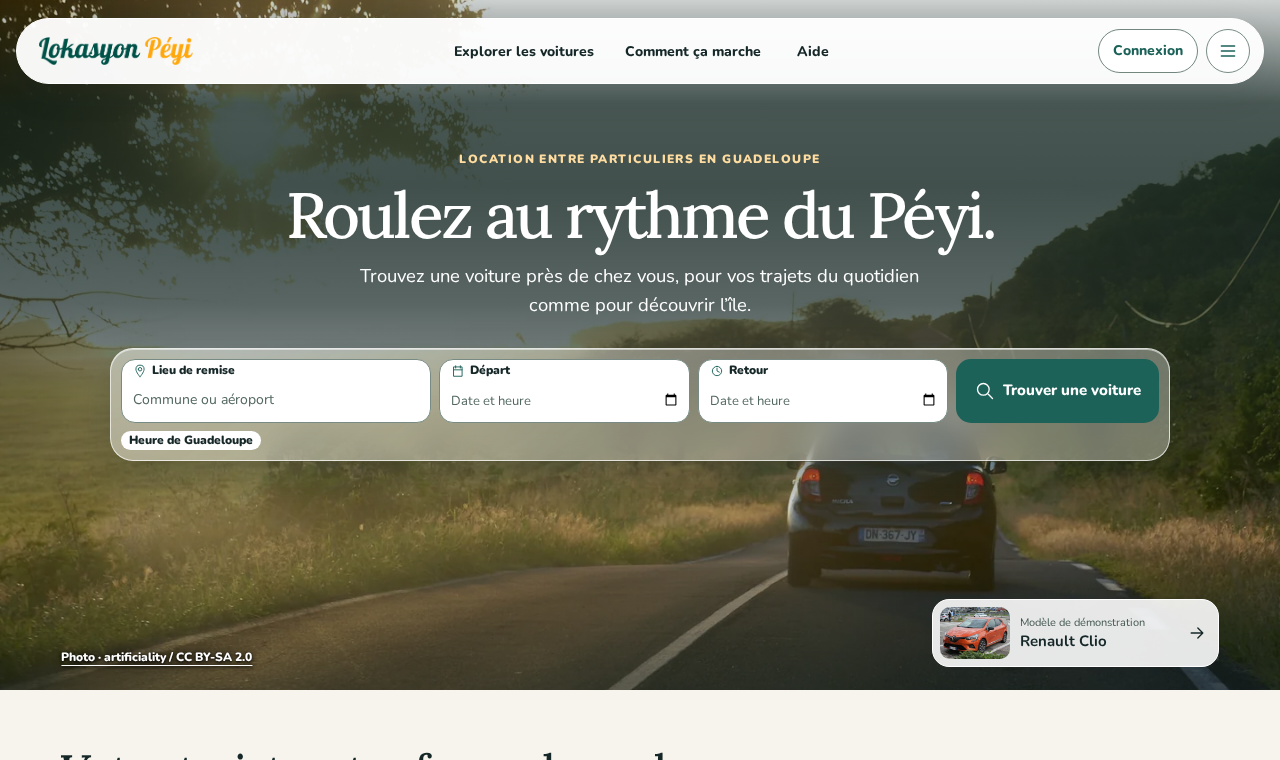 Lokasyon Péyi
Explorer les voitures
Comment ça marche
Aide
Connexion
LOCATION ENTRE PARTICULIERS EN GUADELOUPE
Roulez au rythme du Péyi.
Trouvez une voiture près de chez vous, pour vos trajets du quotidien
comme pour découvrir l'île.
Lieu de remise
Commune ou aéroport
Départ
Date et heure
Retour
Date et heure
Trouver une voiture
Heure de Guadeloupe
DN-367-JY
Modèle de démonstration
Renault Clio
Photo · artificiality / CC BY-SA 2.0